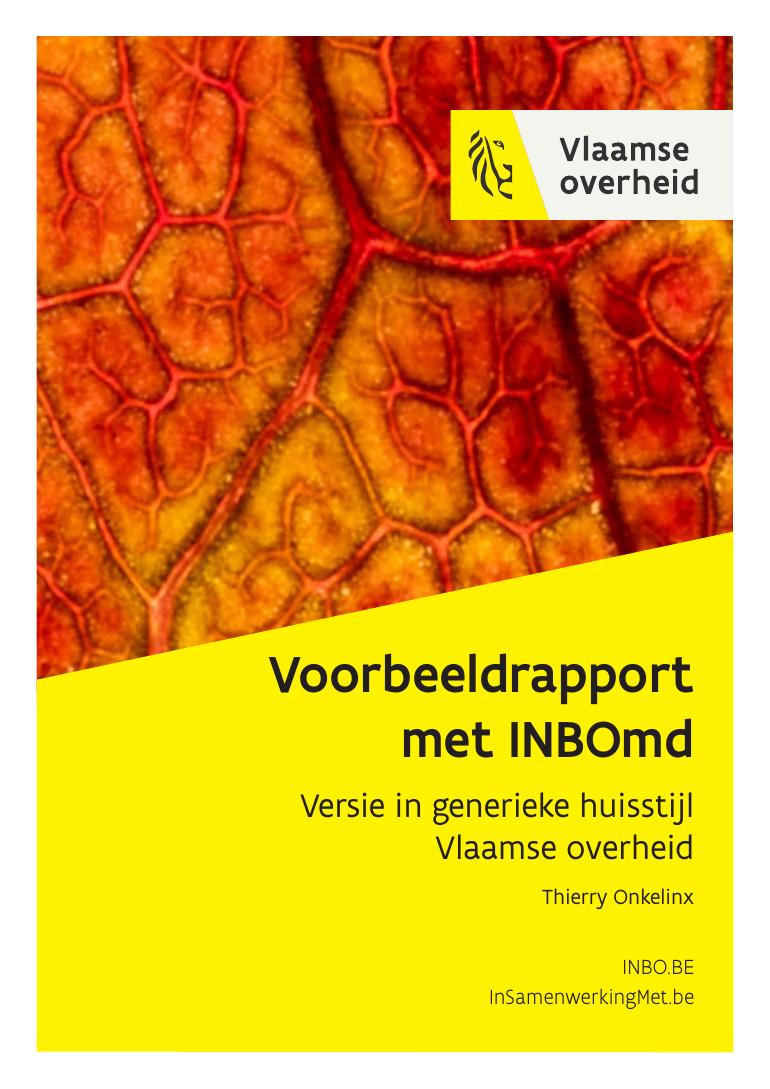 Vlaamse
overheid
Voorbeeldrapport
met INBOmd
Versie in generieke huisstijl
Vlaamse overheid
Thierry Onkelinx
INBO.BE
InSamenwerkingMet.be